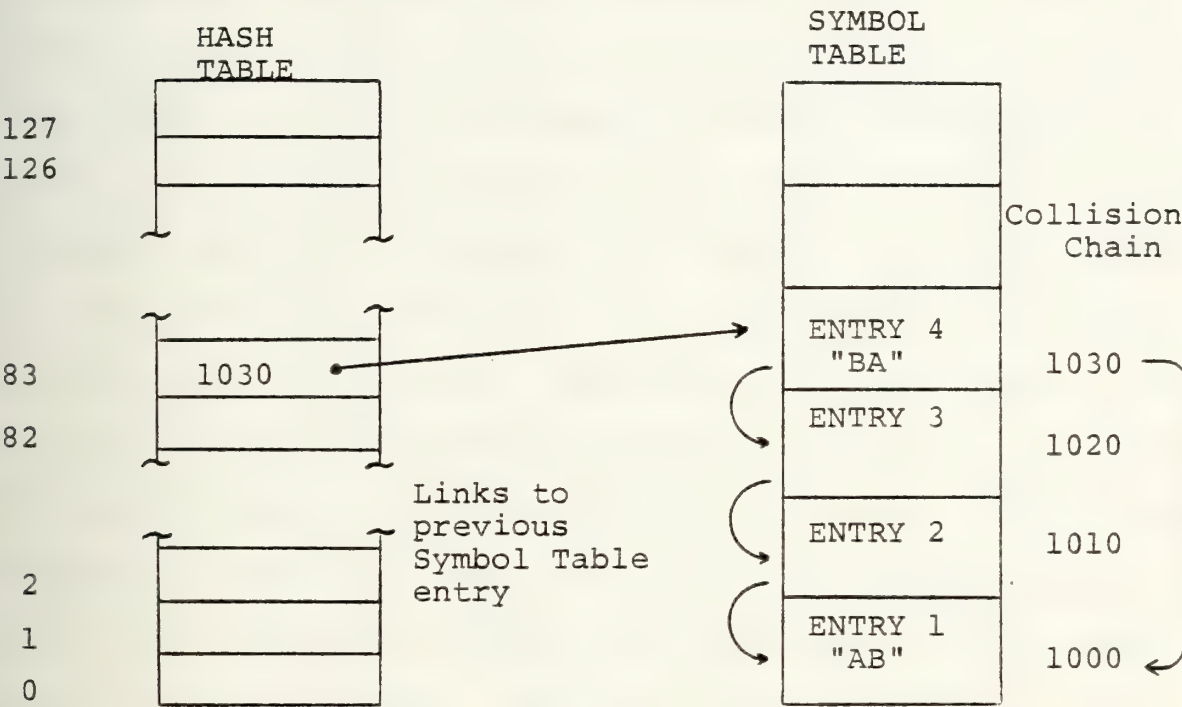 HASH
TABLE
127
126
83
1030
82
2
1
0
Links to
previous
Symbol Table
entry
SYMBOL
TABLE
Collision
Chain
ENTRY 4
"BA"
1030
ENTRY 3
1020
ENTRY 2
1010
ENTRY 1
"AB"
1000